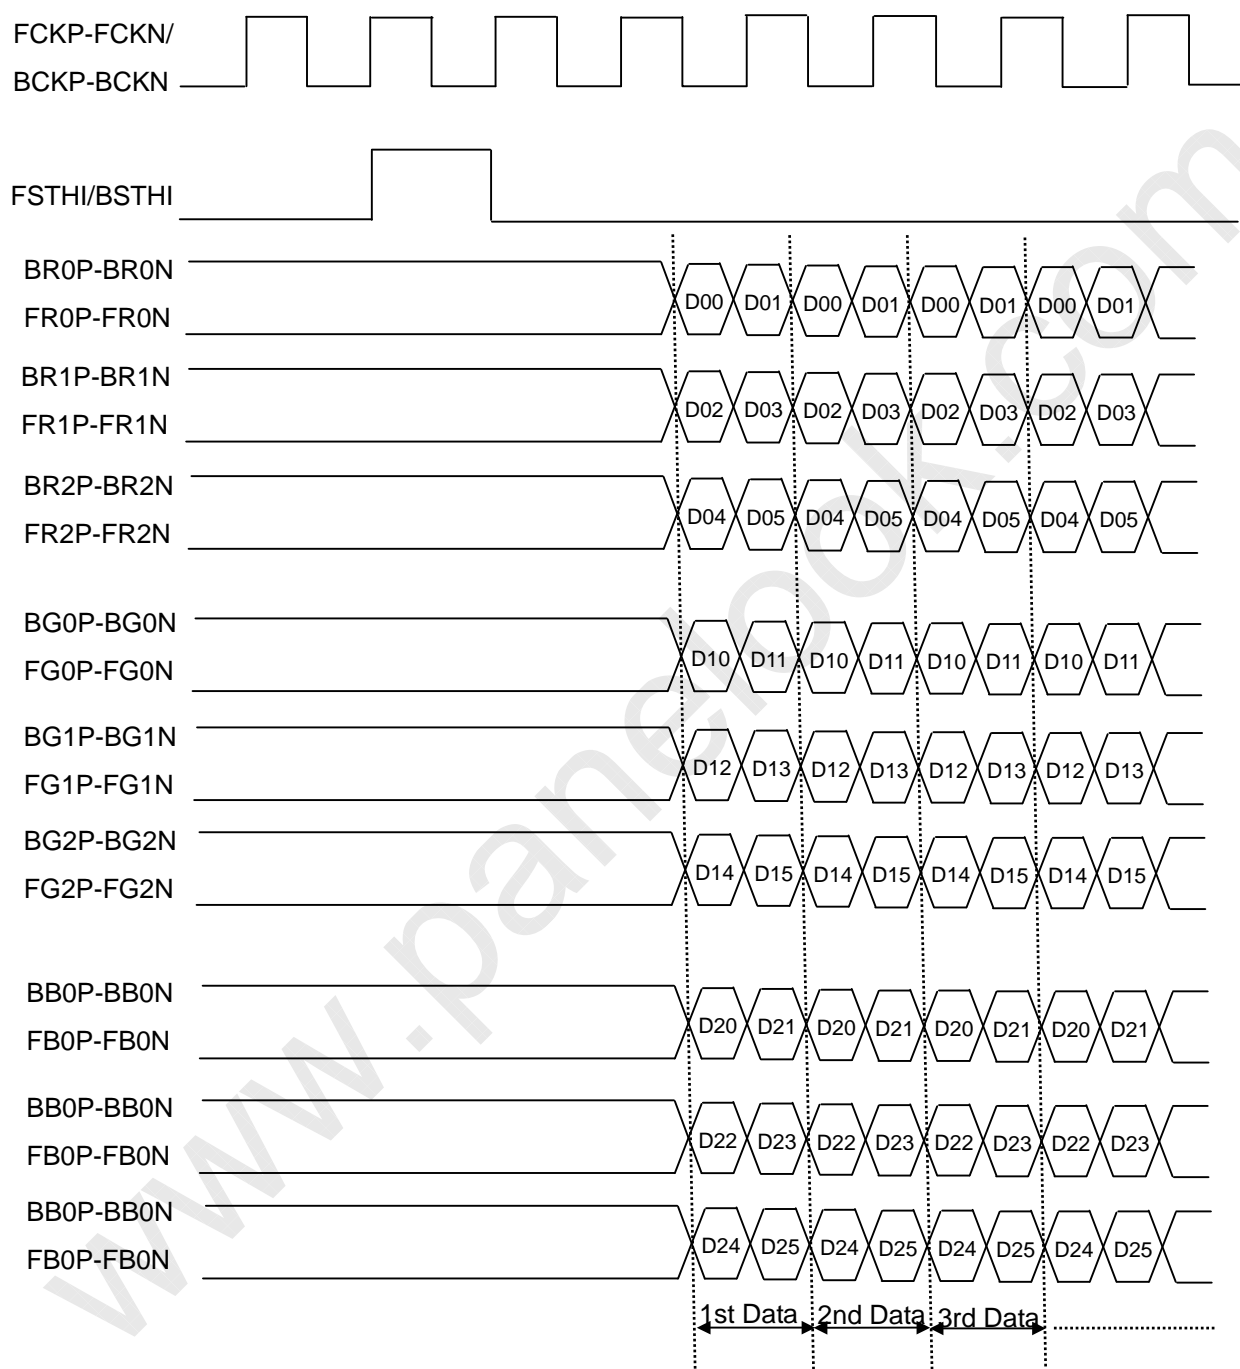 FCKP-FCKN/
BCKP-BCKN
FSTHI/BSTHI
BR0P-BR0N
FR0P-FR0N
D00 D01 D00 D01 D00 D01 D00 D01
BR1P-BR1N
FR1P-FR1N
D02 D03 D02 D03 D02 D03 D02 D03
BR2P-BR2N
FR2P-FR2N
D04 D05 D04 D05 D04 D05 D04 D05
BG0P-BG0N
FG0P-FG0N
D10 D11 D10 D11 D10 D11 D10 D11
BG1P-BG1N
FG1P-FG1N
D12 D13 D12 D13 D12 D13 D12 D13
BG2P-BG2N
FG2P-FG2N
D14 D15 D14 D15 D14 D15 D14 D15
BB0P-BB0N
FB0P-FB0N
D20 D21 D20 D21 D20 D21 D20 D21
BB0P-BB0N
FB0P-FB0N
D22 D23 D22 D23 D22 D23 D22 D23
BB0P-BB0N
FB0P-FB0N
D24 D25 D24 D25 D24 D25 D24 D25
1st Data 2nd Data 3rd Data
www.panelook.com